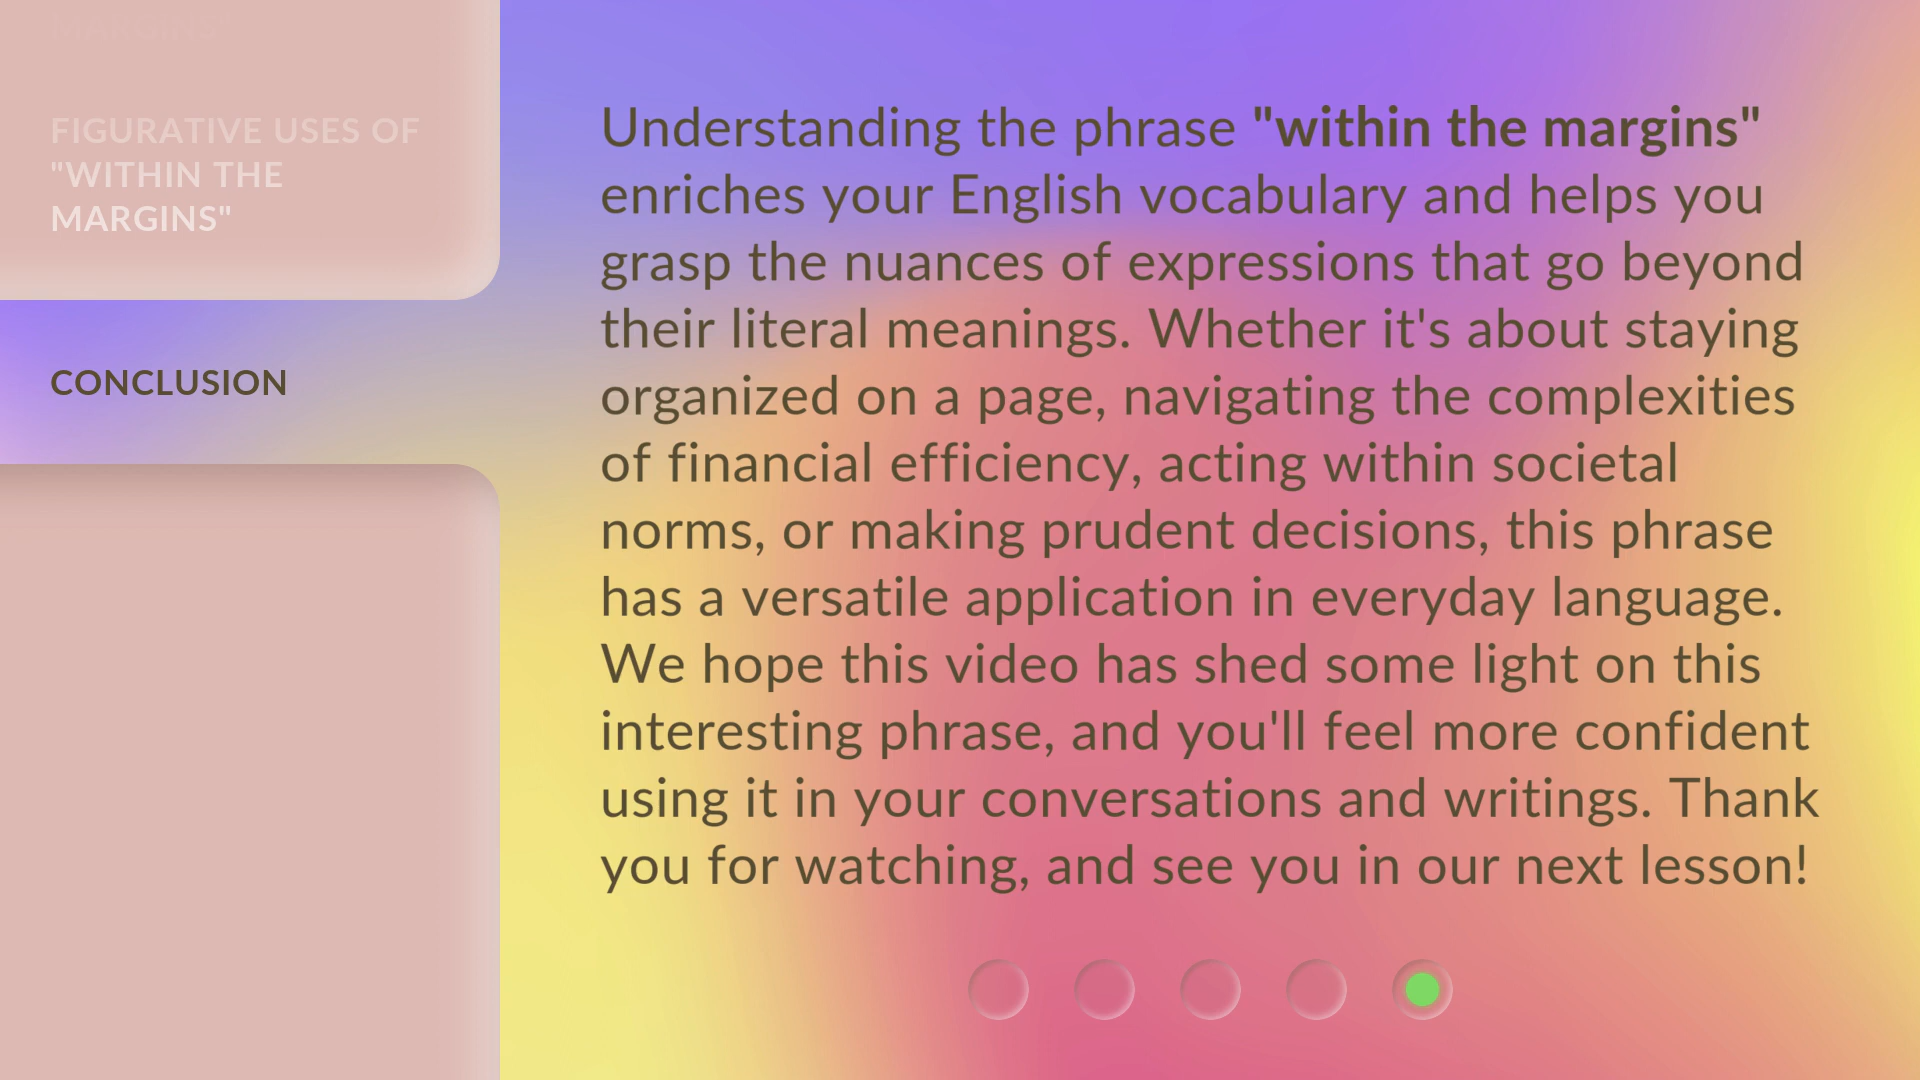 MARGINS"
FIGURATIVE USES OF
"WITHIN THE
MARGINS"
CONCLUSION
Understanding the phrase "within the margins"
enriches your English vocabulary and helps you
grasp the nuances of expressions that go beyond
their literal meanings. Whether it's about staying
organized on a page, navigating the complexities
of financial efficiency, acting within societal
norms, or making prudent decisions, this phrase
has a versatile application in everyday language.
We hope this video has shed some light on this
interesting phrase, and you'll feel more confident
using it in your conversations and writings. Thank
you for watching, and see you in our next lesson!